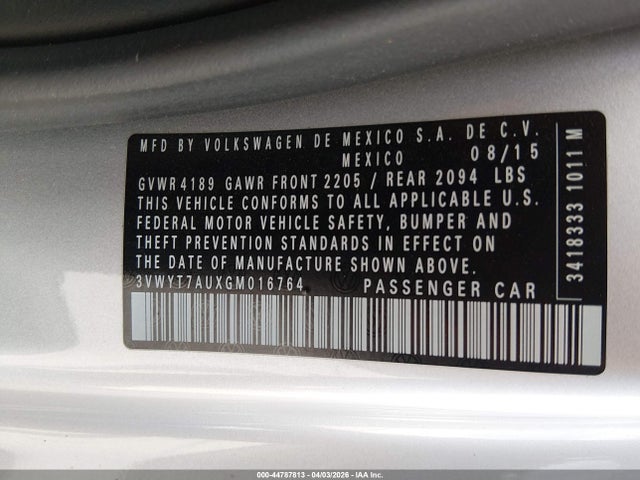 MFD BY VOLKSWAGEN DE MEXICO S.A. DE C.V.
MEXICO 08/15
GVWR 4189 GAWR FRONT 2205 / REAR 2094 LBS
THIS VEHICLE CONFORMS TO ALL APPLICABLE U.S.
FEDERAL MOTOR VEHICLE SAFETY, BUMPER AND
THEFT PREVENTION STANDARDS IN EFFECT ON
THE DATE OF MANUFACTURE SHOWN ABOVE.
3VWYT7AUXGM016764 PASSENGER CAR
3418333 1011 M
000-44787813 - 04/03/2026 - IAA Inc.